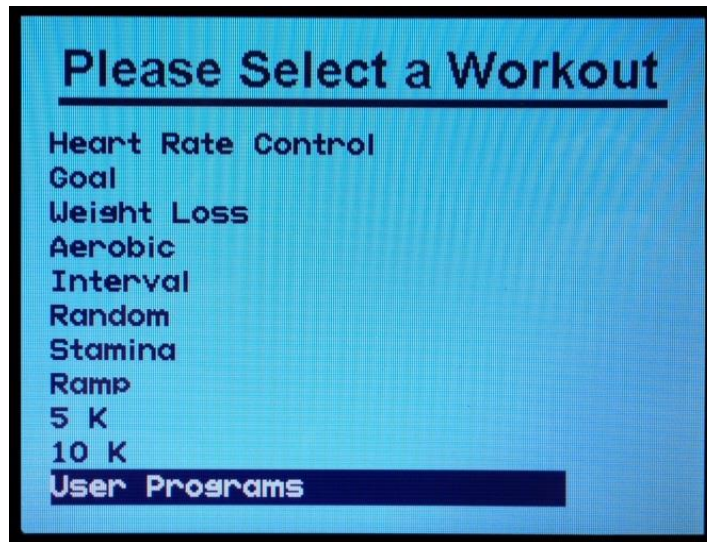 Please Select a Workout
Heart Rate Control
Goal
Weight Loss
Aerobic
Interval
Random
Stamina
Ramp
5 K
10 K
User Programs